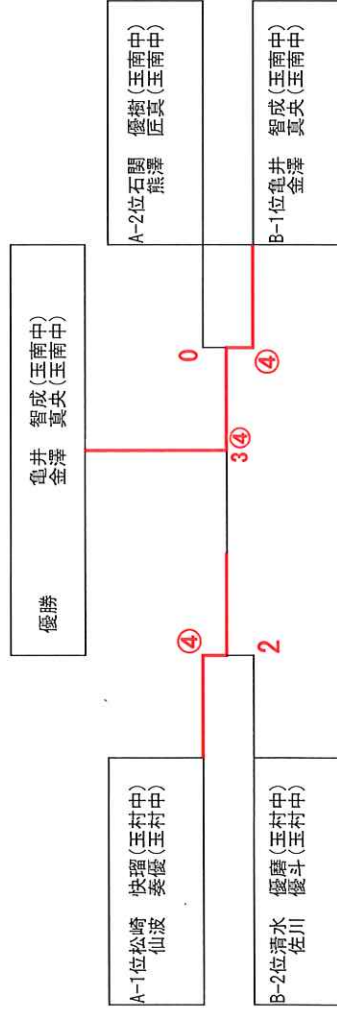 優勝 亀井 智成(玉南中)
金澤 真央(玉南中)
A-1位松崎 快瑠(玉村中)
仙波 奏優(玉村中)
B-2位清水 優磨(玉村中)
佐川 優斗(玉村中)
④
2
3④
0
④
A-2位石関 優樹(玉南中)
熊澤 匠真(玉南中)
B-1位亀井 智成(玉南中)
金澤 真央(玉南中)